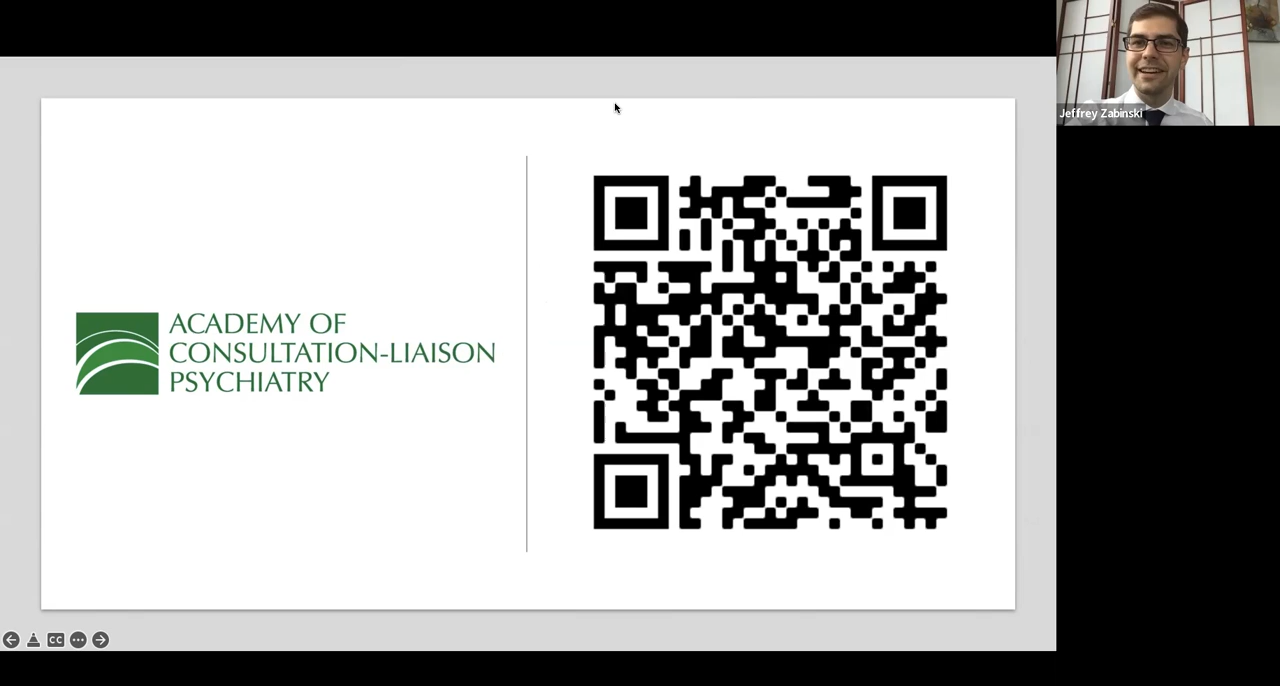 Jeffrey Zabinski
ACADEMY OF
CONSULTATION-LIAISON
PSYCHIATRY
CC